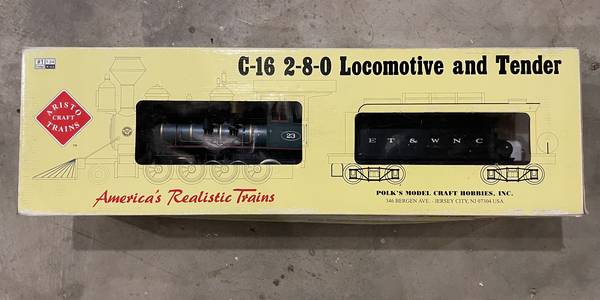 C-16 2-8-0 Locomotive and Tender
ARISTO
CRAFT
TRAINS
23
ET & WNC
America's Realistic Trains
POLK'S MODEL CRAFT HOBBIES, INC.
346 BERGEN AVE. - JERSEY CITY, NJ 07304 USA